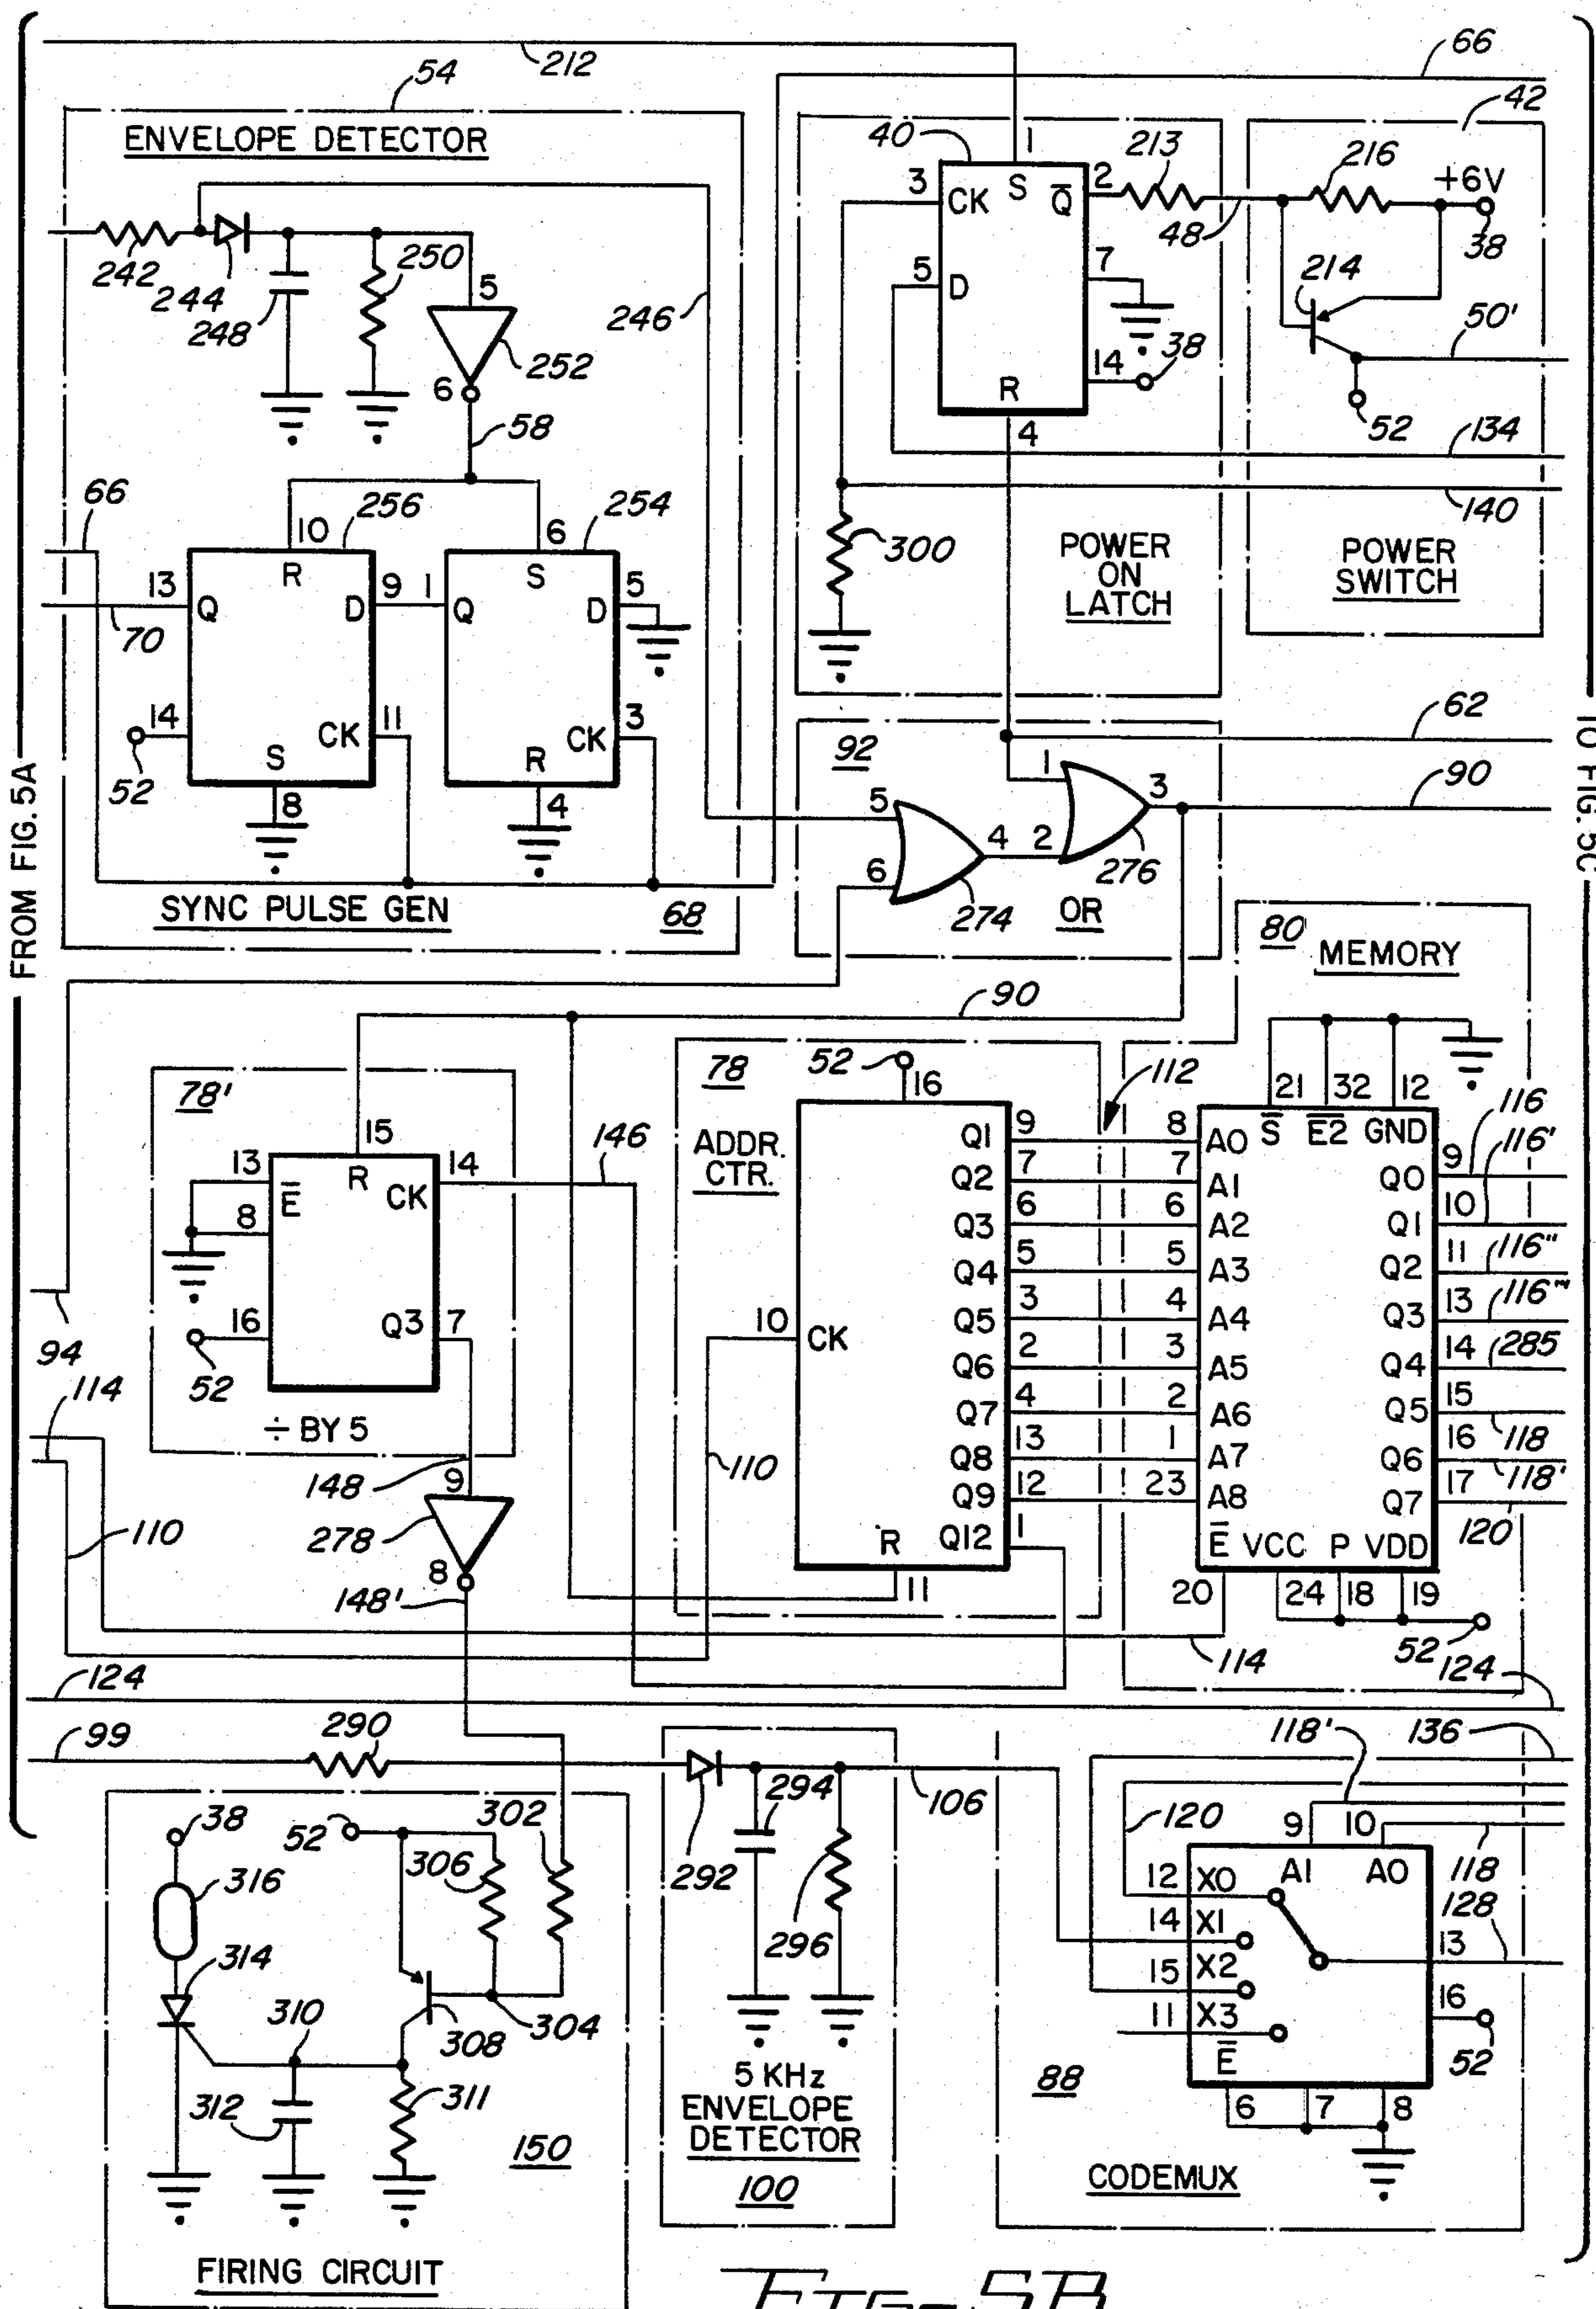 212
66
54
42
ENVELOPE DETECTOR
40
1
213
216
+6V
3
CK
S
Q
2
48
38
242
244
248
250
5
246
5
D
7
214
50'
252
6
14
38
R
4
52
134
58
140
66
256
254
10
6
300
POWER
ON
LATCH
POWER
SWITCH
13
Q
R
D
9
1
Q
S
D
5
70
FROM FIG. 5A
14
52
S
CK
11
8
R
CK
3
4
92
62
1
2
3
90
276
5
6
4
274
OR
TO FIG. 5C
SYNC PULSE GEN
68
80
MEMORY
90
78'
15
13
E
R
14
CK
8
16
Q3
7
52
÷ BY 5
146
78
52
16
ADDR.
CTR.
112
21
32
12
S
E2
GND
Q1
9
8
A0
Q2
7
7
A1
Q3
6
6
A2
Q4
5
5
A3
Q5
3
4
A4
Q6
2
3
A5
Q7
4
2
A6
Q8
13
1
A7
Q9
12
23
A8
Q12
1
10
CK
R
11
Q0
9
116
Q1
10
116'
Q2
11
116"
Q3
13
116"'
Q4
14
285
Q5
15
118
Q6
16
118'
Q7
17
120'
E
VCC
P
VDD
20
24
18
19
52
94
114
110
148
9
278
8
148'
110
114
124
124
99
290
118'
136
38
52
302
306
316
314
310
308
304
312
311
150
FIRING CIRCUIT
292
294
296
106
5 KHz
ENVELOPE
DETECTOR
100
120
9
10
A1
A0
118
128
12
X0
14
X1
15
X2
11
X3
13
16
52
E
6
7
8
88
CODEMUX
FIG. 5B